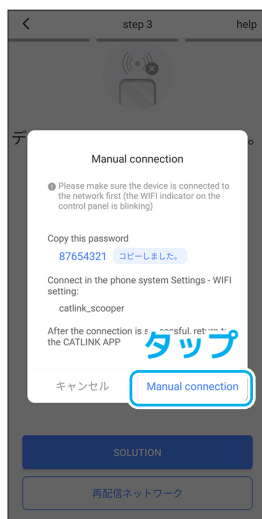 step 3
help
デ
。
Manual connection
Please make sure the device is connected to
the network first (the WIFI indicator on the
control panel is blinking)
Copy this password
87654321 コピーしました。
Connect in the phone system Settings - WIFI
setting:
catlink_scooper
After the connection is
the CATLINK APP
タップ
キャンセル
Manual connection
SOLUTION
再配信ネットワーク